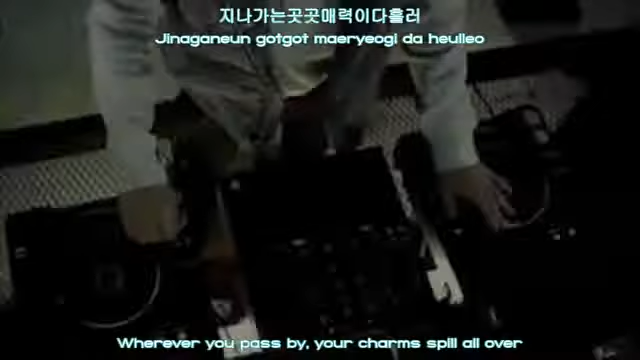 지나가는곳곳매력이다흘러
Jinaganeun gotgot maeryeogi da heulleo
Wherever you pass by, your charms spill all over